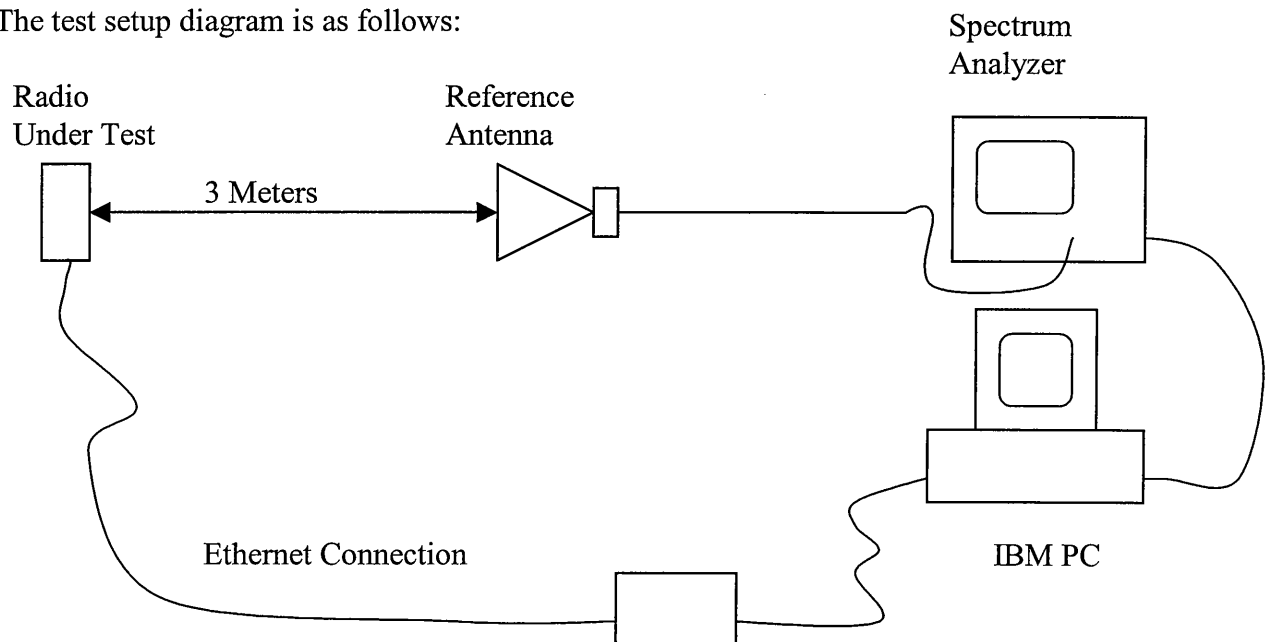 The test setup diagram is as follows:
Spectrum
Analyzer
Radio
Under Test
Reference
Antenna
3 Meters
Ethernet Connection
IBM PC